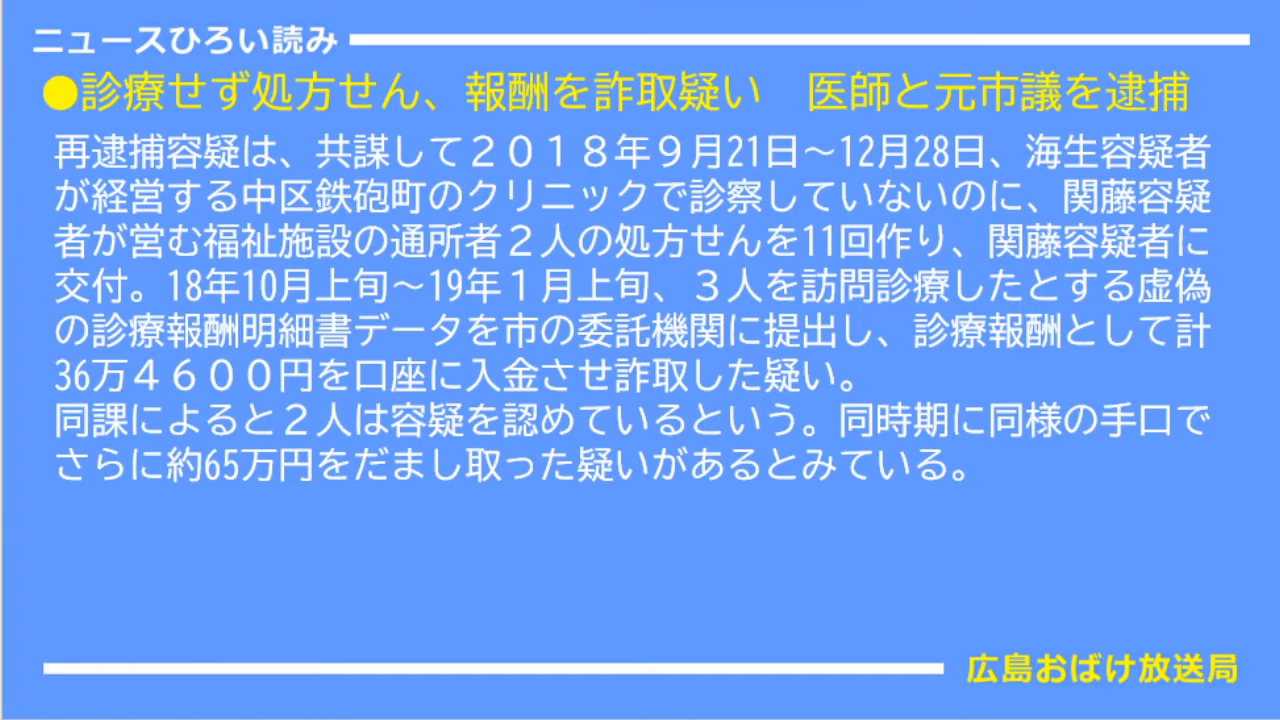 ニュースひろい読み
●診療せず処方せん、報酬を詐取疑い　医師と元市議を逮捕
再逮捕容疑は、共謀して２０１８年９月21日～12月28日、海生容疑者
が経営する中区鉄砲町のクリニックで診察していないのに、関藤容疑
者が営む福祉施設の通所者２人の処方せんを11回作り、関藤容疑者に
交付。18年10月上旬～19年１月上旬、３人を訪問診療したとする虚偽
の診療報酬明細書データを市の委託機関に提出し、診療報酬として計
36万４６００円を口座に入金させ詐取した疑い。
同課によると２人は容疑を認めているという。同時期に同様の手口で
さらに約65万円をだまし取った疑いがあるとみている。
広島おばけ放送局